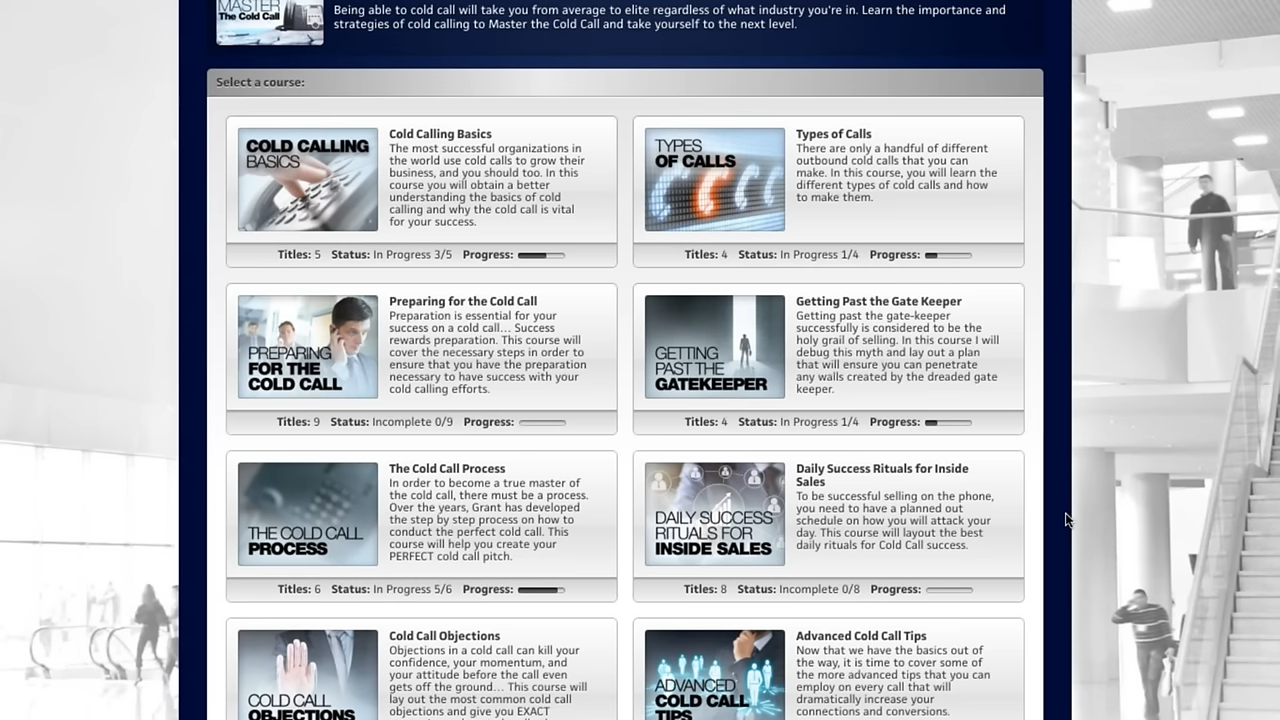 MASTER
The Cold Call
Being able to cold call will take you from average to elite regardless of what industry you're in. Learn the importance and
strategies of cold calling to Master the Cold Call and take yourself to the next level.
Select a course:
COLD CALLING
BASICS
Cold Calling Basics
The most successful organizations in
the world use cold calls to grow their
business, and you should too. In this
course you will obtain a better
understanding the basics of cold
calling and why the cold call is vital
for your success.
Titles: 5 Status: In Progress 3/5 Progress:
TYPES
OF CALLS
Types of Calls
There are only a handful of different
outbound cold calls that you can
make. In this course, you will learn the
different types of cold calls and how
to make them.
Titles: 4 Status: In Progress 1/4 Progress:
PREPARING
FOR THE
COLD CALL
Preparing for the Cold Call
Preparation is essential for your
success on a cold call... Success
rewards preparation. This course will
cover the necessary steps in order to
ensure that you have the preparation
necessary to have success with your
cold calling efforts.
Titles: 9 Status: Incomplete 0/9 Progress:
GETTING
PAST THE
GATEKEEPER
Getting Past the Gate Keeper
Getting past the gate-keeper
successfully is considered to be the
holy grail of selling. In this course I will
debug this myth and lay out a plan
that will ensure you can penetrate
any walls created by the dreaded gate
keeper.
Titles: 4 Status: In Progress 1/4 Progress:
THE COLD CALL
PROCESS
The Cold Call Process
In order to become a true master of
the cold call, there must be a process.
Over the years, Grant has developed
the step by step process on how to
conduct the perfect cold call. This
course will help you create your
PERFECT cold call pitch.
Titles: 6 Status: In Progress 5/6 Progress:
DAILY SUCCESS
RITUALS FOR
INSIDE SALES
Daily Success Rituals for Inside
Sales
To be successful selling on the phone,
you need to have a planned out
schedule on how you will attack your
day. This course will layout the best
daily rituals for Cold Call success.
Titles: 8 Status: Incomplete 0/8 Progress:
COLD CALL
OBJECTIONS
Cold Call Objections
Objections in a cold call can kill your
confidence, your momentum, and
your attitude before the call even
gets off the ground... This course will
lay out the most common cold call
objections and give you EXACT
ADVANCED
COLD CALL
TIPS
Advanced Cold Call Tips
Now that we have the basics out of
the way, it is time to cover some of
the more advanced tips that you can
employ on every call that will
dramatically increase your
connections and conversions.